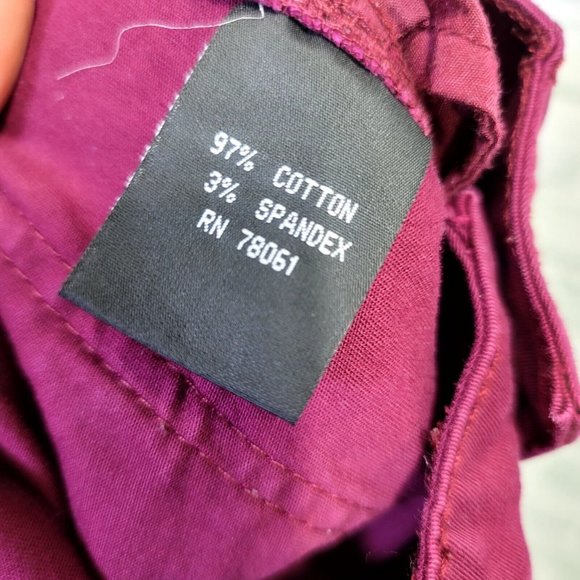 97% COTTON
3% SPANDEX
RN 78061